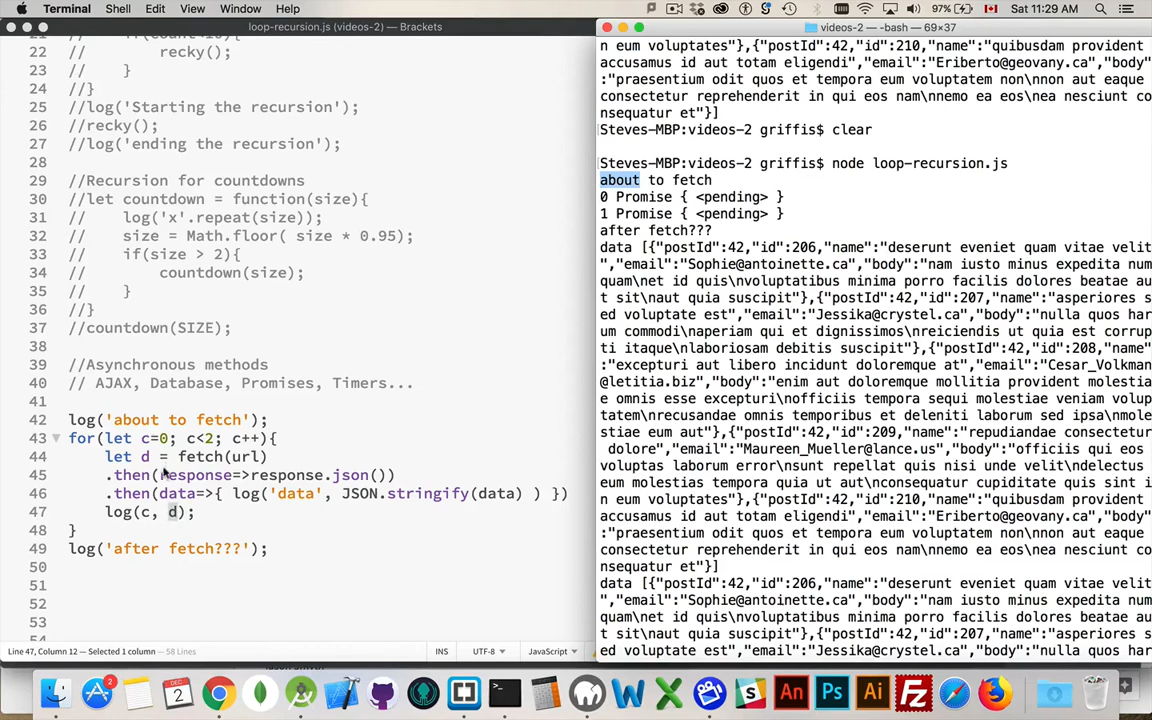 Terminal Shell Edit View Window Help
97% Sat 11:29 AM
loop-recursion.js (videos-2) — Brackets
videos-2 — -bash — 69×37
22 // recky();
23 // }
24 //}
25 //log('Starting the recursion');
26 //recky();
27 //log('ending the recursion');
28
29 //Recursion for countdowns
30 //let countdown = function(size){
31 // log('x'.repeat(size));
32 // size = Math.floor( size * 0.95);
33 // if(size > 2){
34 // countdown(size);
35 // }
36 //}
37 //countdown(SIZE);
38
39 //Asynchronous methods
40 // AJAX, Database, Promises, Timers...
41
42 log('about to fetch');
43 for(let c=0; c<2; c++){
44 let d = fetch(url)
45 .then(response=>response.json())
46 .then(data=>{ log('data', JSON.stringify(data) ) })
47 log(c, d);
48 }
49 log('after fetch???');
50
51
52
53
54
Line 47, Column 12 — Selected 1 column — 58 Lines
INS UTF-8 JavaScript
n eum voluptates"},{"postId":42,"id":210,"name":"quibusdam provident
accusamus id aut totam eligendi","email":"Eriberto@geovany.ca","body"
:"praesentium odit quos et tempora eum voluptatem non\nnon aut eaque
consectetur reprehenderit in qui eos nam\nnemo ea eos\nea nesciunt co
nsequatur et"}]
Steves-MBP:videos-2 griffis$ clear
Steves-MBP:videos-2 griffis$ node loop-recursion.js
about to fetch
0 Promise { <pending> }
1 Promise { <pending> }
after fetch???
data [{"postId":42,"id":206,"name":"deserunt eveniet quam vitae velit
","email":"Sophie@antoinette.ca","body":"nam iusto minus expedita num
quam\net id quis\nvoluptatibus minima porro facilis dolores beatae au
t sit\naut quia suscipit"},{"postId":42,"id":207,"name":"asperiores s
ed voluptate est","email":"Jessika@crystel.ca","body":"nulla quos har
um commodi\naperiam qui et dignissimos\nreiciendis ut quia est corrup
ti itaque\nlaboriosam debitis suscipit"},{"postId":42,"id":208,"name"
:"excepturi aut libero incidunt doloremque at","email":"Cesar_Volkman
@letitia.biz","body":"enim aut doloremque mollitia provident molestia
e omnis esse excepturi\nofficiis tempore molestias veniam volup
tatem\nrecusandae omnis temporibus et deleniti laborum sed ipsa\nmole
stiae eum aut"},{"postId":42,"id":209,"name":"repudiandae consectetur
dolore","email":"Maureen_Mueller@lance.us","body":"officiis qui eos
voluptas laborum error\nsunt repellat quis nisi unde velit\ndelectus
eum molestias tempora quia ut aut\nconsequatur cupiditate quis sint i
n eum voluptates"},{"postId":42,"id":210,"name":"quibusdam provident
accusamus id aut totam eligendi","email":"Eriberto@geovany.ca","body"
:"praesentium odit quos et tempora eum voluptatem non\nnon aut eaque
consectetur reprehenderit in qui eos nam\nnemo ea eos\nea nesciunt co
nsequatur et"}]
data [{"postId":42,"id":206,"name":"deserunt eveniet quam vitae velit
","email":"Sophie@antoinette.ca","body":"nam iusto minus expedita num
quam\net id quis\nvoluptatibus minima porro facilis dolores beatae au
t sit\naut quia suscipit"},{"postId":42,"id":207,"name":"asperiores s
ed voluptate est","email":"Jessika@crystel.ca","body":"nulla quos har
DEC
2
2
An Ps Ai FZ